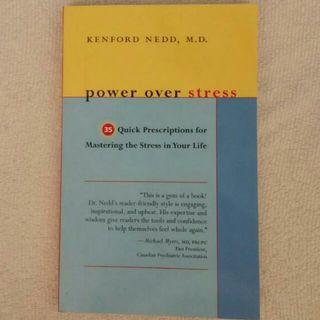 KENFORD NEDD, M.D.
power over stress
35 Quick Prescriptions for
Mastering the Stress in Your Life
"This is a gem of a book!
Dr. Nedd's reader-friendly style is engaging,
inspirational, and upbeat. His expertise and
wisdom give readers the tools and confidence
to help themselves feel whole again."
— Michael Myers, MD, FRCPC
Past President,
Canadian Psychiatric Association